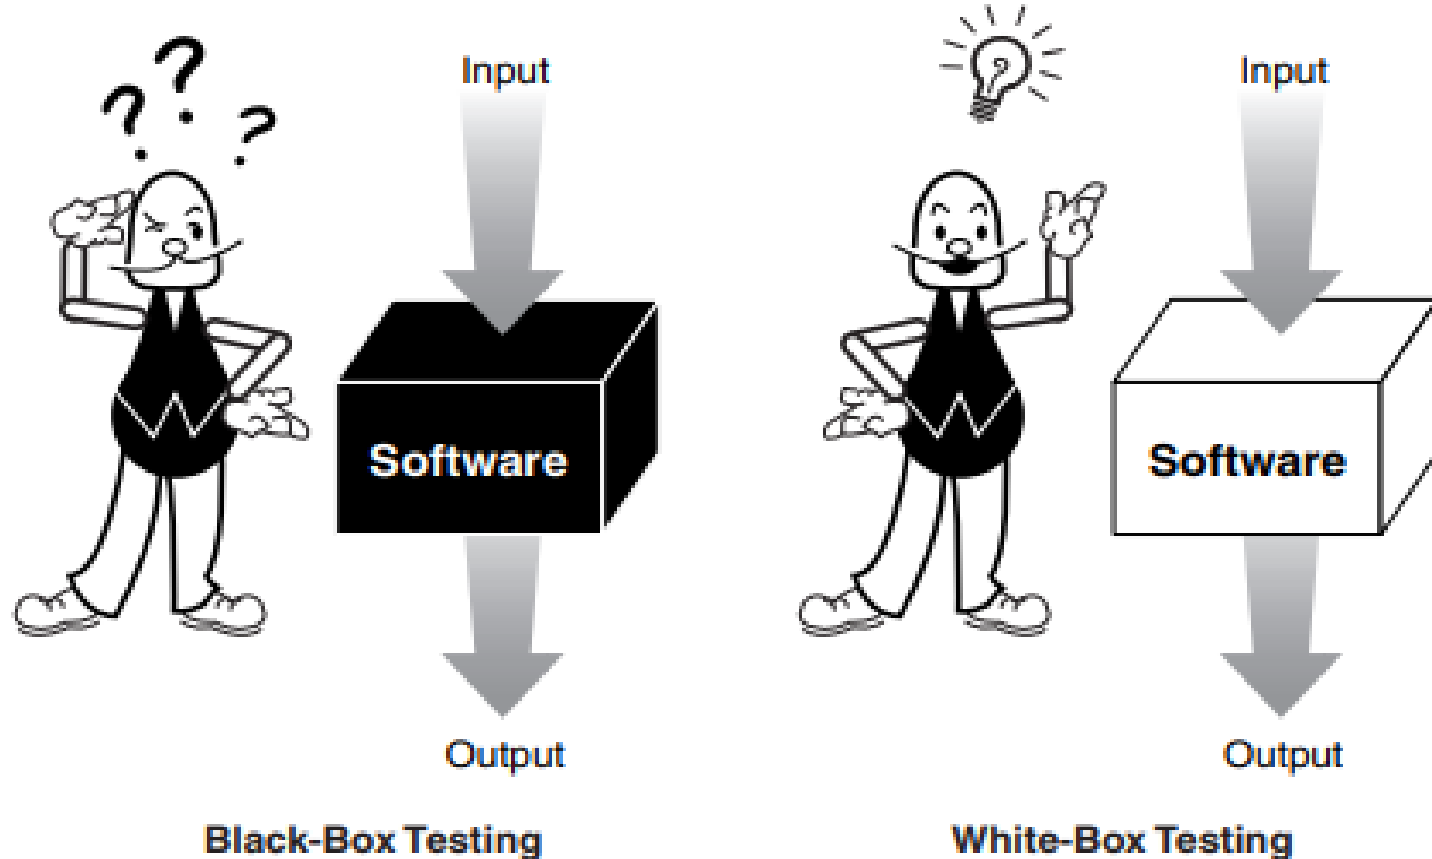 ? ? ?
Input
Software
Output
Black-Box Testing
Input
Software
Output
White-Box Testing